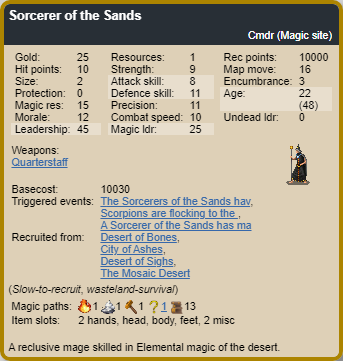 Sorcerer of the Sands
Cmdr (Magic site)
Gold: 25 Resources: 1 Rec points: 10000
Hit points: 10 Strength: 9 Map move: 16
Size: 2 Attack skill: 8 Encumbrance: 3
Protection: 0 Defence skill: 11 Age: 22
Magic res: 15 Precision: 11 (48)
Morale: 12 Combat speed: 10 Undead ldr: 0
Leadership: 45 Magic ldr: 25
Weapons:
Quarterstaff
Basecost: 10030
Triggered events: The Sorcerers of the Sands hav,
Scorpions are flocking to the ,
A Sorcerer of the Sands has ma
Recruited from: Desert of Bones,
City of Ashes,
Desert of Sighs,
The Mosaic Desert
(Slow-to-recruit, wasteland-survival)
Magic paths: 1 1 1 ?1 13
Item slots: 2 hands, head, body, feet, 2 misc
A reclusive mage skilled in Elemental magic of the desert.